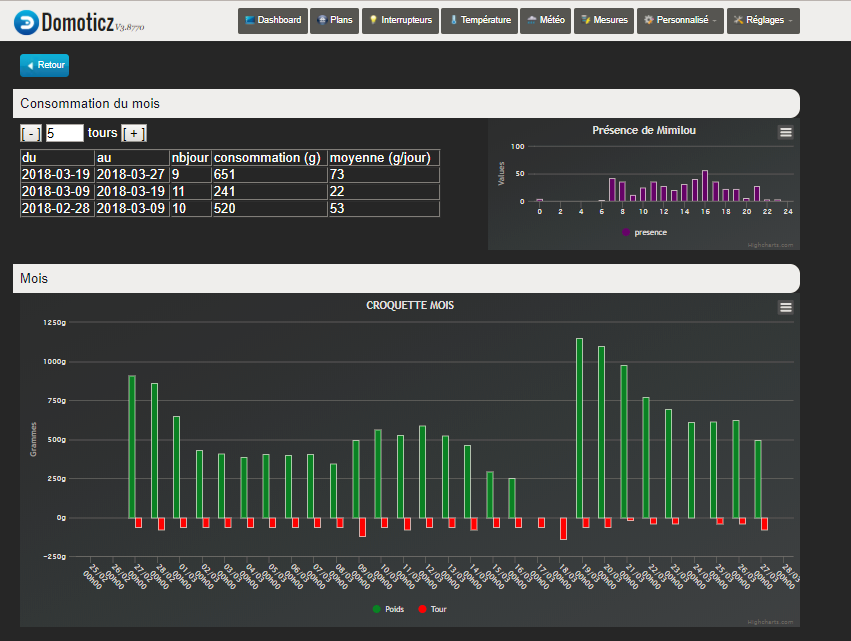 Domoticz V3.8770
Dashboard Plans Interrupteurs Température Météo Mesures Personnalisé Réglages
Retour
Consommation du mois
[ - ] 5 tours [ + ]
du au nbjour consommation (g) moyenne (g/jour)
2018-03-19 2018-03-27 9 651 73
2018-03-09 2018-03-19 11 241 22
2018-02-28 2018-03-09 10 520 53
Présence de Mimilou
Values
100
50
0
0 2 4 6 8 10 12 14 16 18 20 22 24
presence
Highcharts.com
Mois
CROQUETTE MOIS
Grammes
1250g
1000g
750g
500g
250g
0g
-250g
25/02 00h00
26/02 00h00
27/02 00h00
28/02 00h00
01/03 00h00
02/03 00h00
03/03 00h00
04/03 00h00
05/03 00h00
06/03 00h00
07/03 00h00
08/03 00h00
09/03 00h00
10/03 00h00
11/03 00h00
12/03 00h00
13/03 00h00
14/03 00h00
15/03 00h00
16/03 00h00
17/03 00h00
18/03 00h00
19/03 00h00
20/03 00h00
21/03 00h00
22/03 00h00
23/03 00h00
24/03 00h00
25/03 00h00
26/03 00h00
27/03 00h00
28/03 00h00
Poids Tour
Highcharts.com